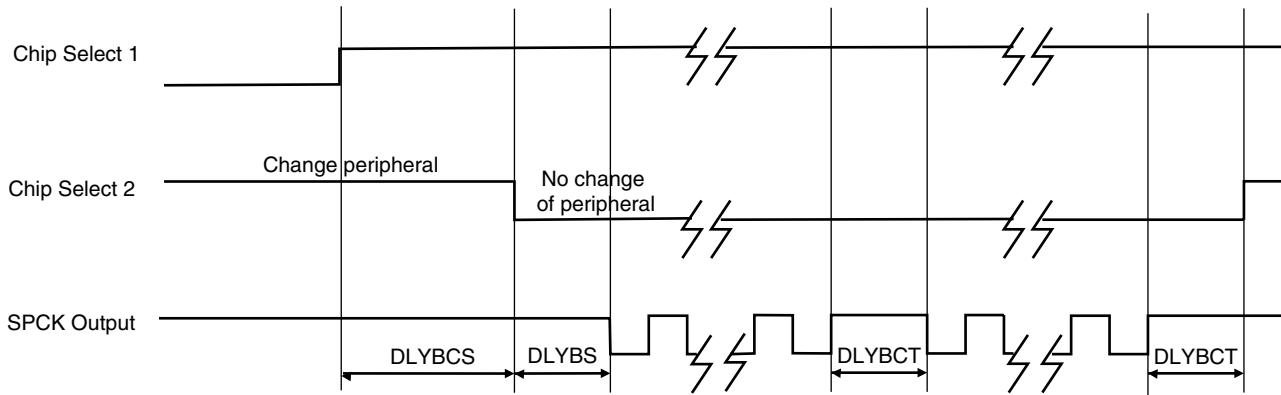 Chip Select 1
Change peripheral
Chip Select 2
No change
of peripheral
SPCK Output
DLYBCS
DLYBS
DLYBCT
DLYBCT